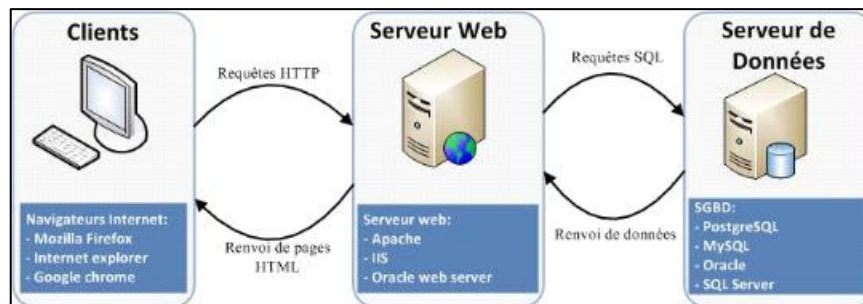 Clients
Navigateurs Internet:
- Mozilla Firefox
- Internet explorer
- Google chrome
Requêtes HTTP
Renvoi de pages
HTML
Serveur Web
Serveur web:
- Apache
- IIS
- Oracle web server
Requêtes SQL
Renvoi de données
Serveur de
Données
SGBD:
- PostgreSQL
- MySQL
- Oracle
- SQL Server